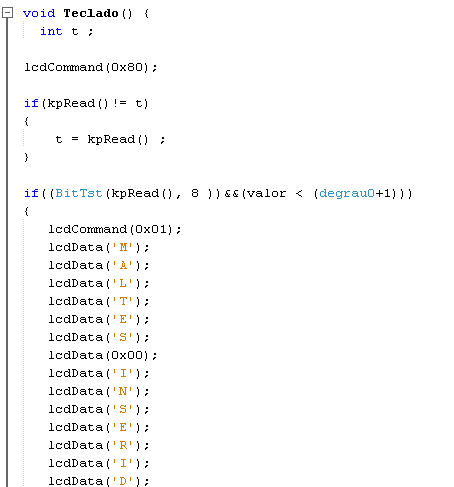 void Teclado() {
int t ;
lcdCommand(0x80);
if(kpRead()!= t)
{
t = kpRead() ;
}
if((BitTst(kpRead(), 8 ))&&(valor < (degrau0+1)))
{
lcdCommand(0x01);
lcdData('M');
lcdData('A');
lcdData('L');
lcdData('T');
lcdData('E');
lcdData('S');
lcdData(0x00);
lcdData('I');
lcdData('N');
lcdData('S');
lcdData('E');
lcdData('R');
lcdData('I');
lcdData('D');